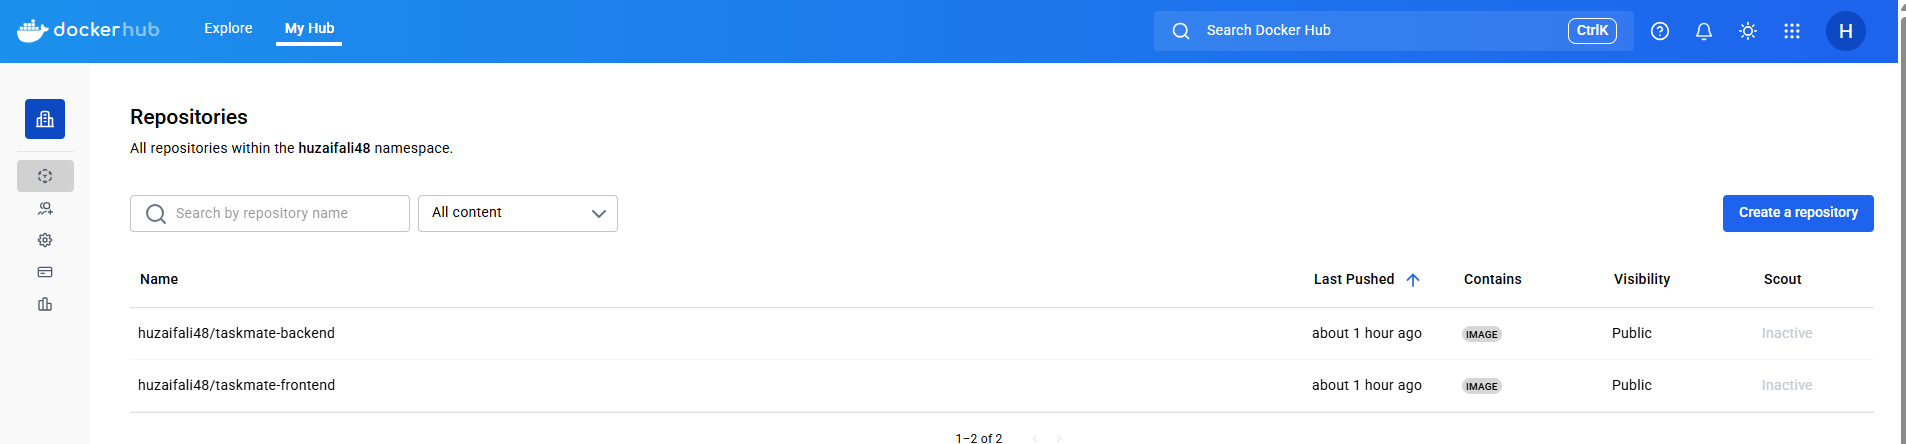 dockerhub Explore My Hub Search Docker Hub CtrlK H
Repositories
All repositories within the huzaifali48 namespace.
Search by repository name All content Create a repository
Name Last Pushed Contains Visibility Scout
huzaifali48/taskmate-backend about 1 hour ago IMAGE Public Inactive
huzaifali48/taskmate-frontend about 1 hour ago IMAGE Public Inactive
1–2 of 2